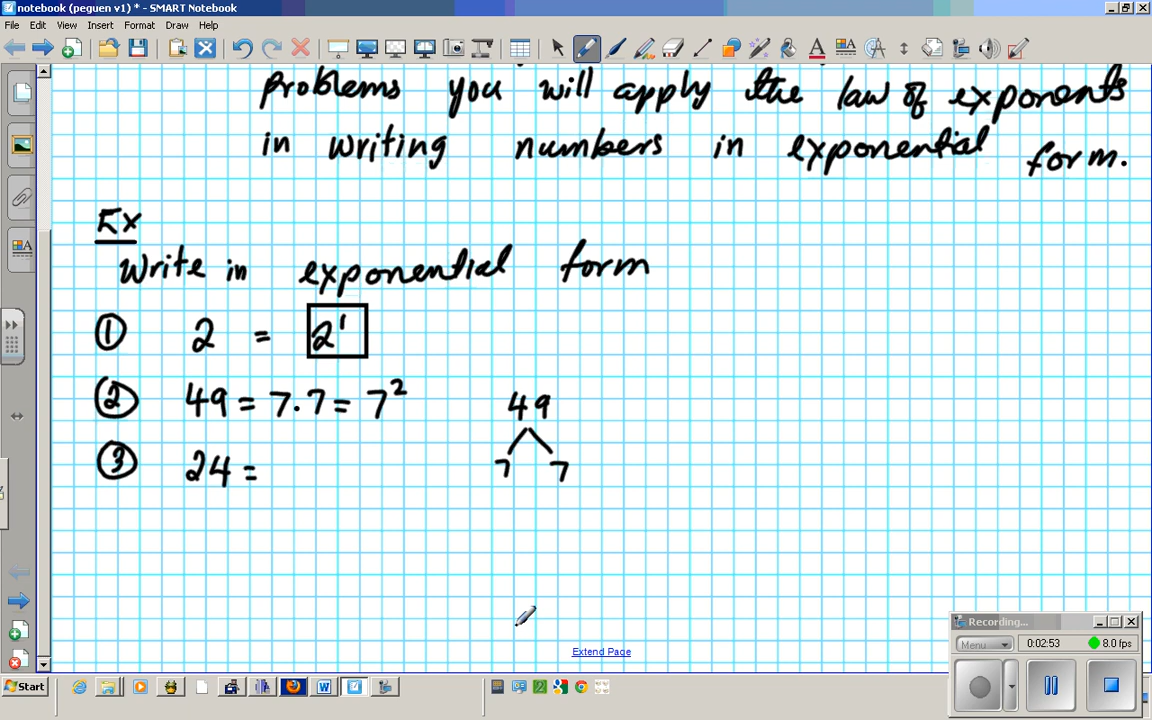 notebook (peguen v1) * - SMART Notebook
File Edit View Insert Format Draw Help
problems you will apply the law of exponents
in writing numbers in exponential form.
Ex
Write in exponential form
① 2 = 2¹
② 49 = 7.7 = 7²
49
7 7
③ 24 =
Extend Page
Recording...
Menu 0:02:53 8.0 fps
Start